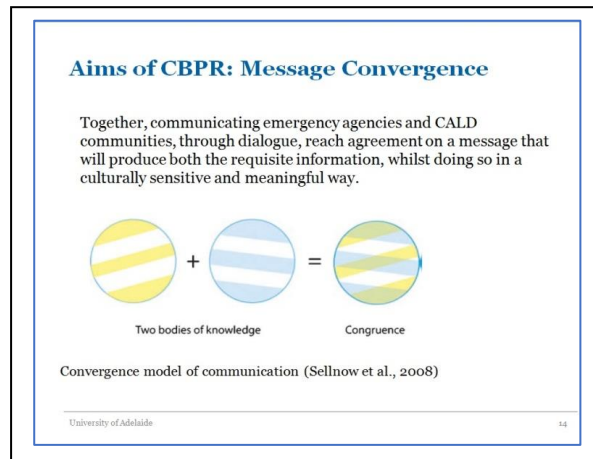 Aims of CBPR: Message Convergence
Together, communicating emergency agencies and CALD
communities, through dialogue, reach agreement on a message that
will produce both the requisite information, whilst doing so in a
culturally sensitive and meaningful way.
+ =
Two bodies of knowledge Congruence
Convergence model of communication (Sellnow et al., 2008)
University of Adelaide 14